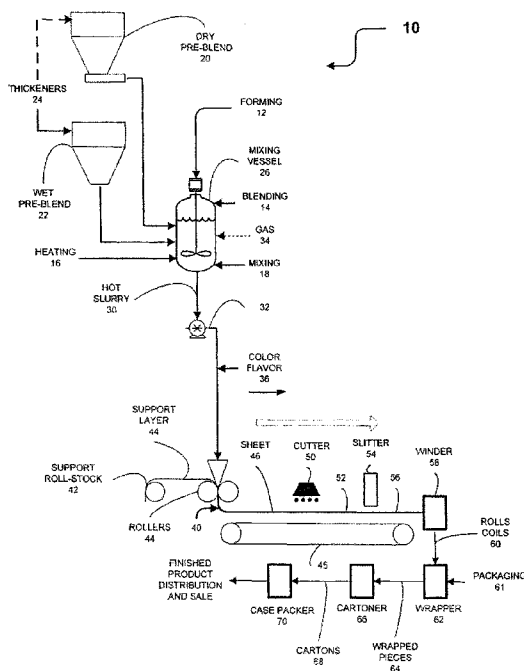 10
DRY
PRE-BLEND
20
THICKENERS
24
FORMING
12
MIXING
VESSEL
26
WET
PRE-BLEND
22
BLENDING
14
GAS
34
HEATING
16
MIXING
18
HOT
SLURRY
30
32
COLOR
FLAVOR
36
SUPPORT
LAYER
44
SHEET
46
CUTTER
50
SLITTER
54
WINDER
58
SUPPORT
ROLL-STOCK
42
52
56
ROLLERS
44
40
45
ROLLS
COILS
60
FINISHED
PRODUCT
DISTRIBUTION
AND SALE
PACKAGING
61
CASE PACKER
70
CARTONER
66
WRAPPER
62
CARTONS
68
WRAPPED
PIECES
64